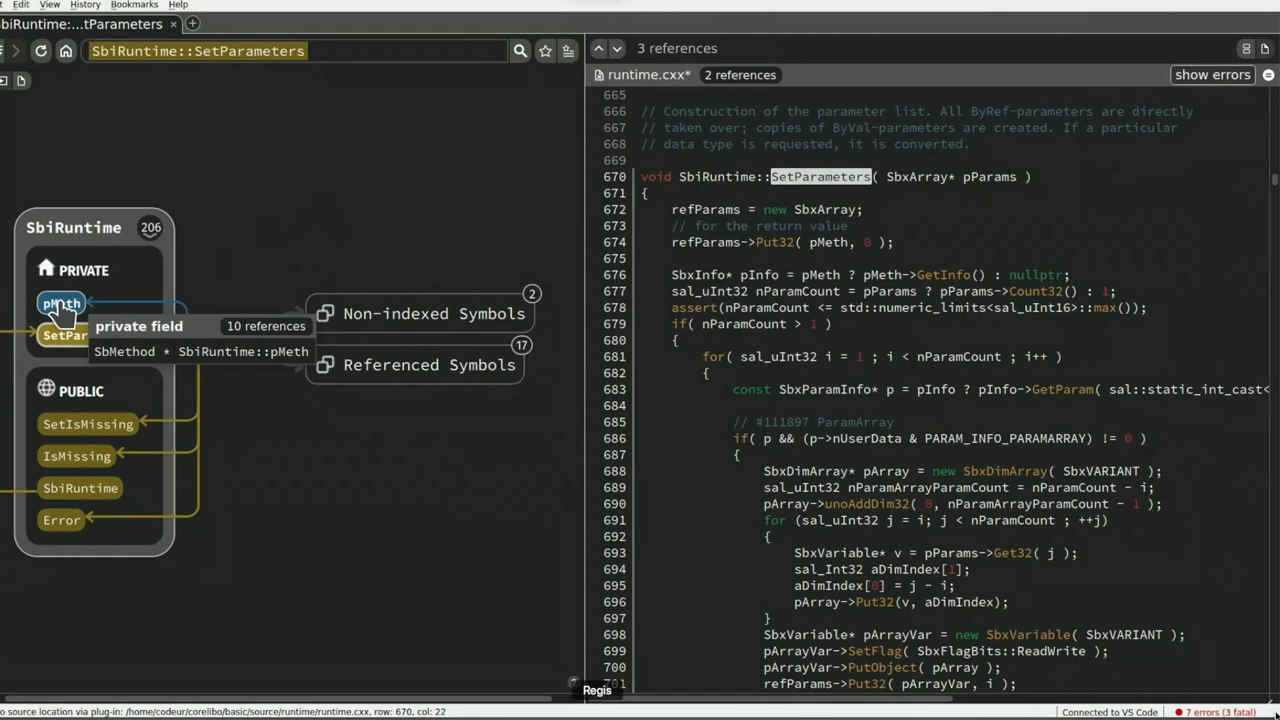 Edit View History Bookmarks Help
SbiRuntime:...tParameters ×
SbiRuntime::SetParameters
SbiRuntime 206
PRIVATE
pMeth
SetPar
private field 10 references
SbMethod * SbiRuntime::pMeth
PUBLIC
SetIsMissing
IsMissing
SbiRuntime
Error
Non-indexed Symbols 2
Referenced Symbols 17
3 references
runtime.cxx* 2 references show errors
665
666 // Construction of the parameter list. All ByRef-parameters are directly
667 // taken over; copies of ByVal-parameters are created. If a particular
668 // data type is requested, it is converted.
669
670 void SbiRuntime::SetParameters( SbxArray* pParams )
671 {
672 refParams = new SbxArray;
673 // for the return value
674 refParams->Put32( pMeth, 0 );
675
676 SbxInfo* pInfo = pMeth ? pMeth->GetInfo() : nullptr;
677 sal_uInt32 nParamCount = pParams ? pParams->Count32() : 1;
678 assert(nParamCount <= std::numeric_limits<sal_uInt16>::max());
679 if( nParamCount > 1 )
680 {
681 for( sal_uInt32 i = 1 ; i < nParamCount ; i++ )
682 {
683 const SbxParamInfo* p = pInfo ? pInfo->GetParam( sal::static_int_cast<
684
685 // #111897 ParamArray
686 if( p && (p->nUserData & PARAM_INFO_PARAMARRAY) != 0 )
687 {
688 SbxDimArray* pArray = new SbxDimArray( SbxVARIANT );
689 sal_uInt32 nParamArrayParamCount = nParamCount - i;
690 pArray->unoAddDim32( 0, nParamArrayParamCount - 1 );
691 for (sal_uInt32 j = i; j < nParamCount ; ++j)
692 {
693 SbxVariable* v = pParams->Get32( j );
694 sal_Int32 aDimIndex[1];
695 aDimIndex[0] = j - i;
696 pArray->Put32(v, aDimIndex);
697 }
698 SbxVariable* pArrayVar = new SbxVariable( SbxVARIANT );
699 pArrayVar->SetFlag( SbxFlagBits::ReadWrite );
700 pArrayVar->PutObject( pArray );
701 refParams->Put32( pArrayVar, i );
Regis
o source location via plug-in: /home/codeur/corelibo/basic/source/runtime/runtime.cxx, row: 670, col: 22
Connected to VS Code 7 errors (3 fatal)